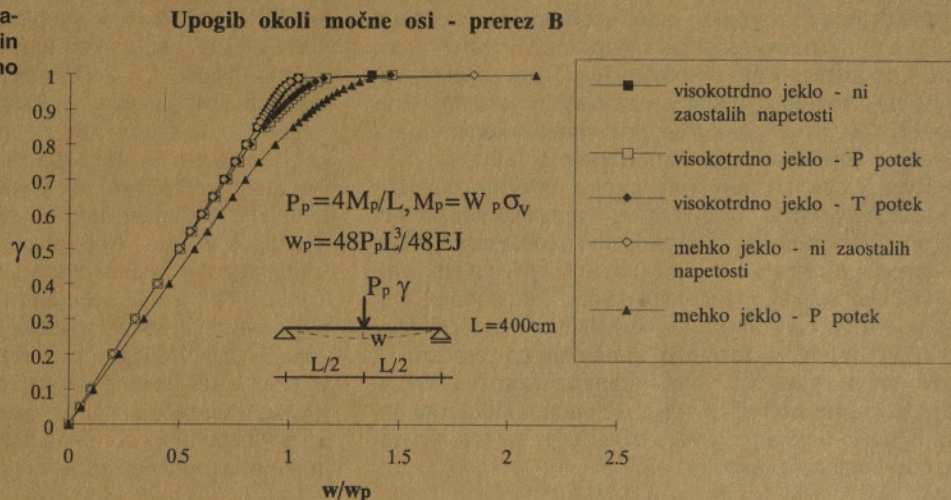 a-
in
no
Upogib okoli močne osi - prerez B
1
0.9
0.8
0.7
0.6
γ 0.5
0.4
0.3
0.2
0.1
0
0 0.5 1 1.5 2 2.5
w/wp
Pp=4Mp/L, Mp=WpσV
wp=48PpL³/48EJ
Pp γ
w
L=400cm
L/2 L/2
visokotrdno jeklo - ni
zaostalih napetosti
visokotrdno jeklo - P potek
visokotrdno jeklo - T potek
mehko jeklo - ni zaostalih
napetosti
mehko jeklo - P potek